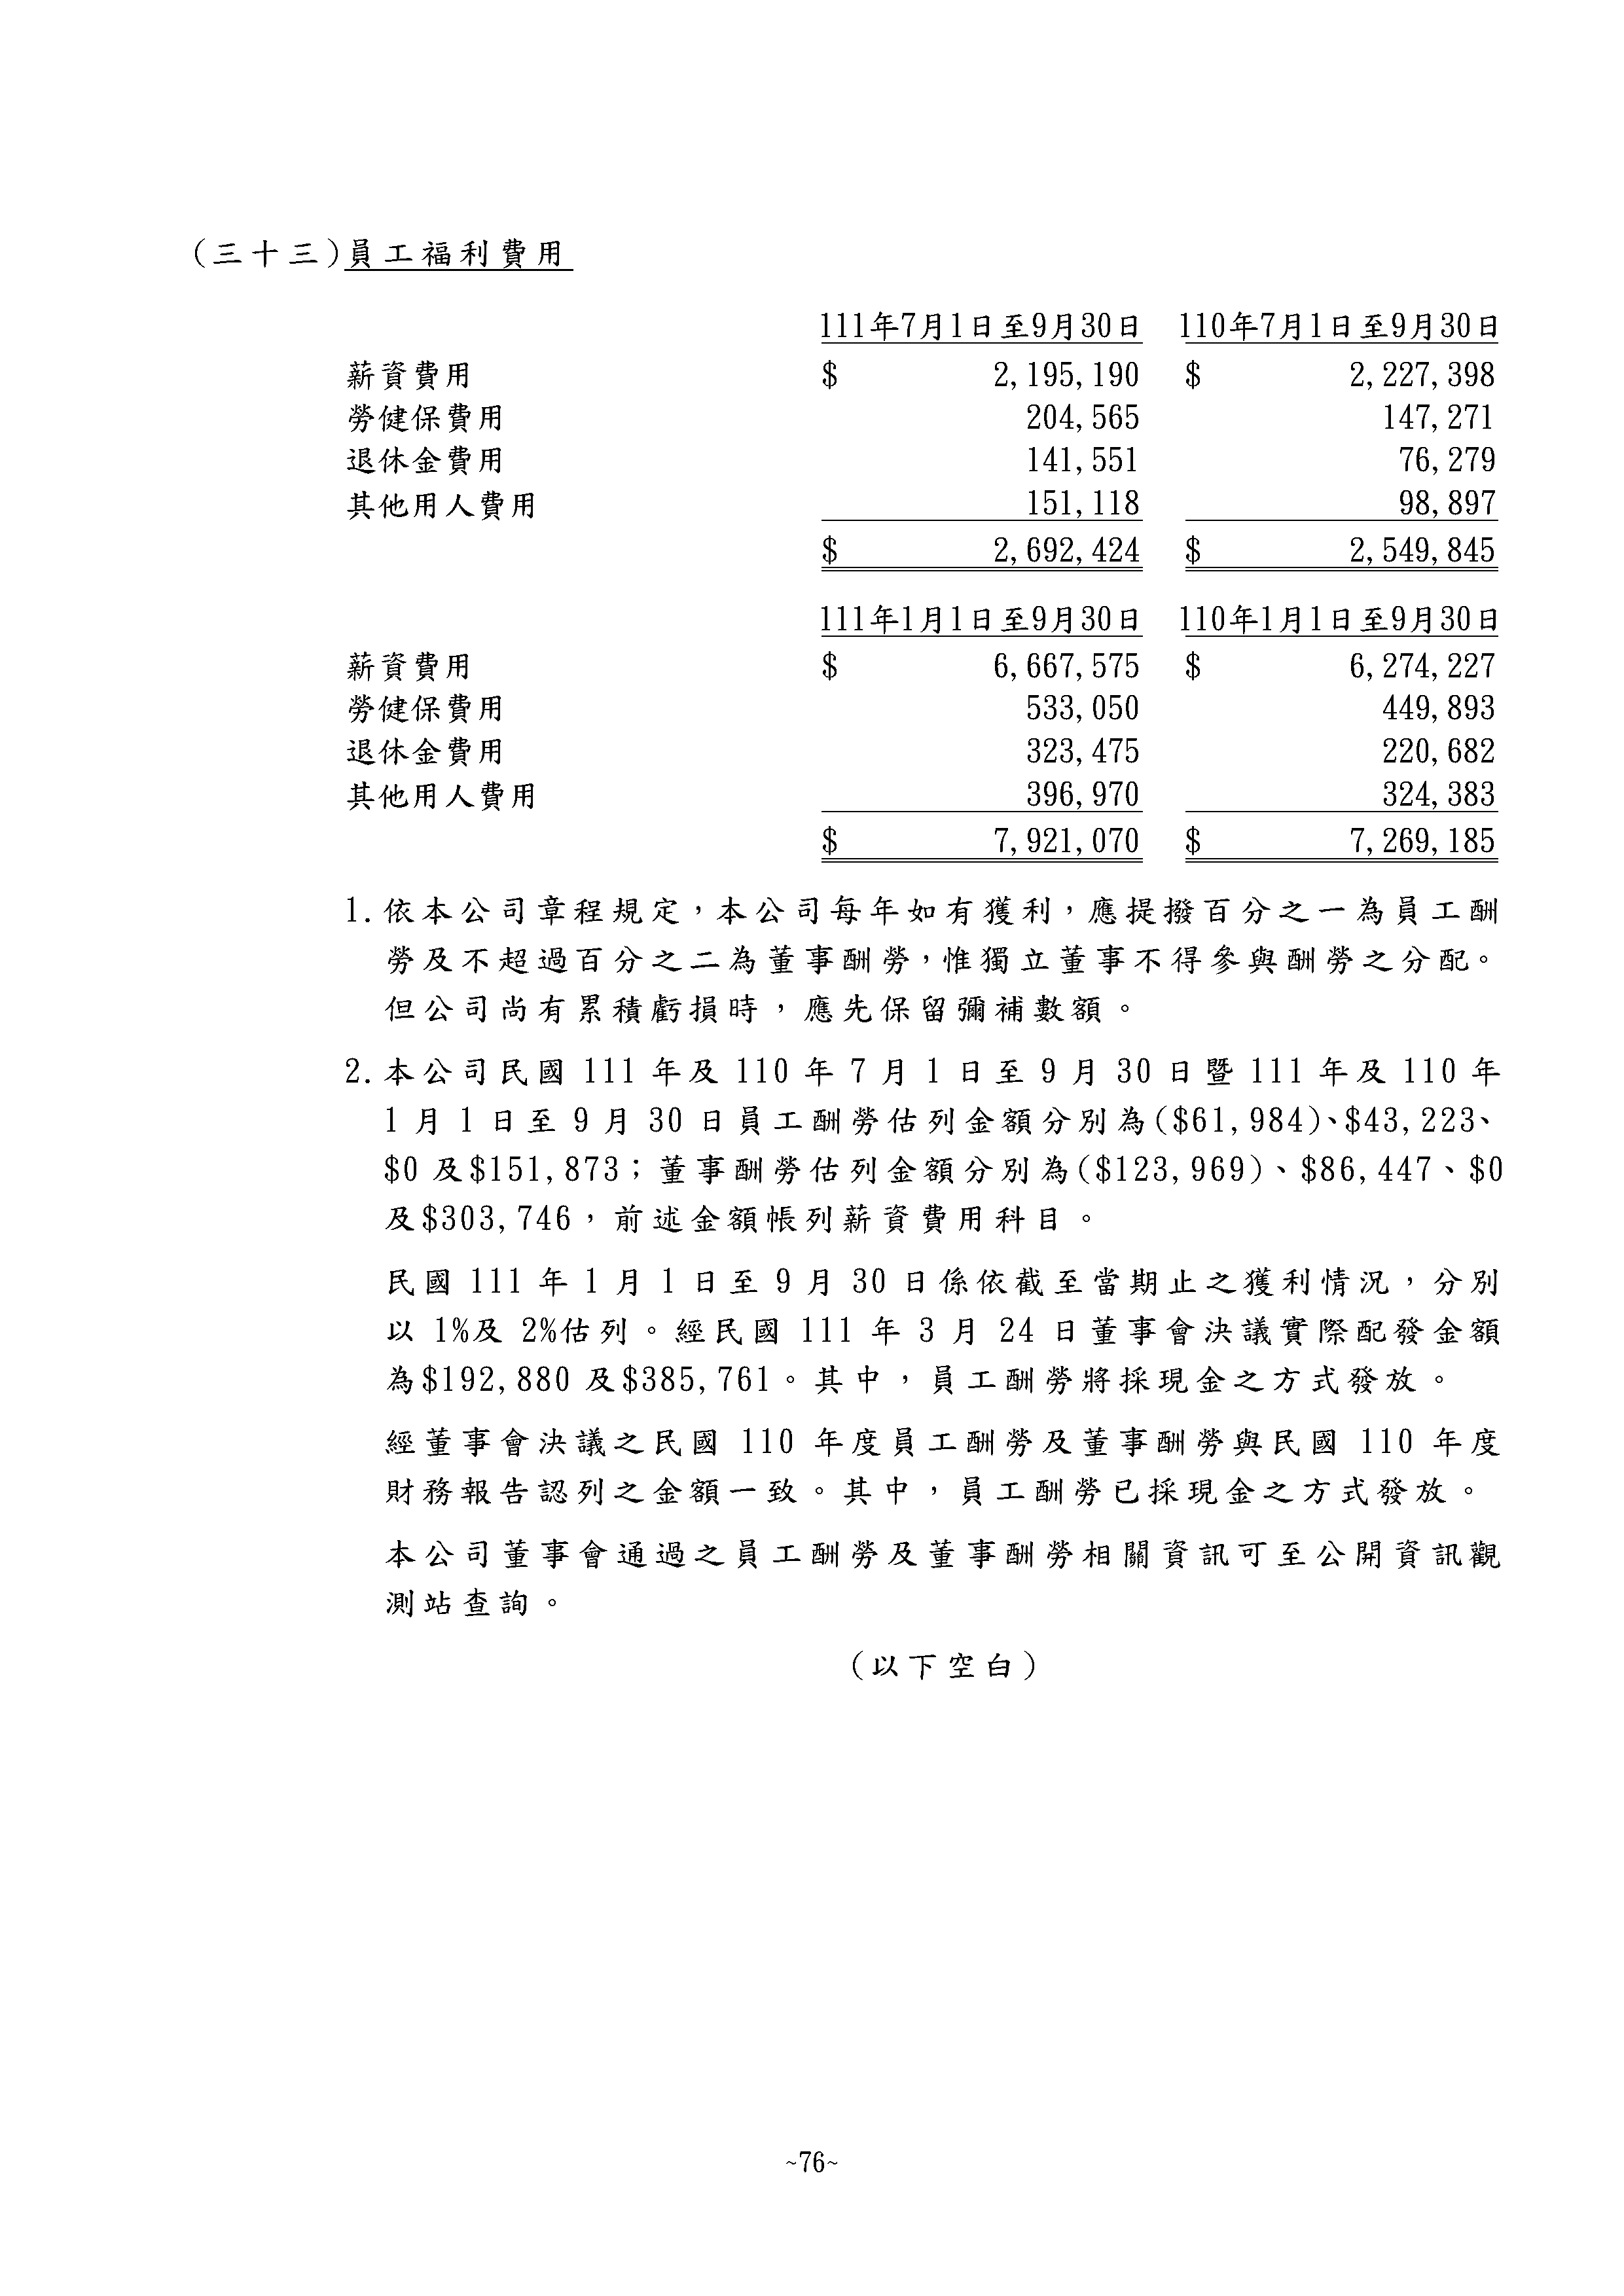 (三十三)員工福利費用
111年7月1日至9月30日 110年7月1日至9月30日
薪資費用 $ 2,195,190 $ 2,227,398
勞健保費用 204,565 147,271
退休金費用 141,551 76,279
其他用人費用 151,118 98,897
$ 2,692,424 $ 2,549,845
111年1月1日至9月30日 110年1月1日至9月30日
薪資費用 $ 6,667,575 $ 6,274,227
勞健保費用 533,050 449,893
退休金費用 323,475 220,682
其他用人費用 396,970 324,383
$ 7,921,070 $ 7,269,185
1.依本公司章程規定，本公司每年如有獲利，應提撥百分之一為員工酬
勞及不超過百分之二為董事酬勞，惟獨立董事不得參與酬勞之分配。
但公司尚有累積虧損時，應先保留彌補數額。
2.本公司民國 111 年及 110 年 7 月 1 日至 9 月 30 日暨 111 年及 110 年
1 月 1 日至 9 月 30 日員工酬勞估列金額分別為($61,984)、$43,223、
$0 及$151,873；董事酬勞估列金額分別為($123,969)、$86,447、$0
及$303,746，前述金額帳列薪資費用科目。
民國 111 年 1 月 1 日至 9 月 30 日係依截至當期止之獲利情況，分別
以 1%及 2%估列。經民國 111 年 3 月 24 日董事會決議實際配發金額
為$192,880 及$385,761。其中，員工酬勞將採現金之方式發放。
經董事會決議之民國 110 年度員工酬勞及董事酬勞與民國 110 年度
財務報告認列之金額一致。其中，員工酬勞已採現金之方式發放。
本公司董事會通過之員工酬勞及董事酬勞相關資訊可至公開資訊觀
測站查詢。
(以下空白)
~76~